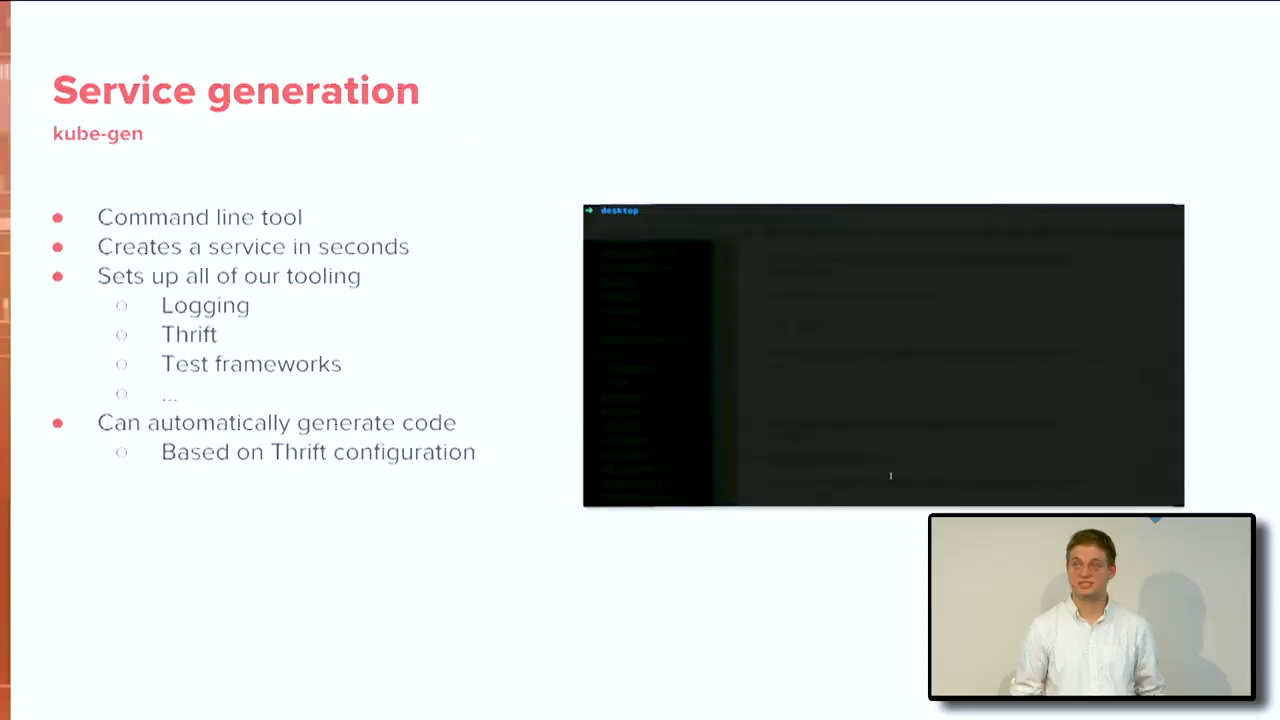 Service generation
kube-gen
Command line tool
Creates a service in seconds
Sets up all of our tooling
Logging
Thrift
Test frameworks
...
Can automatically generate code
Based on Thrift configuration
desktop